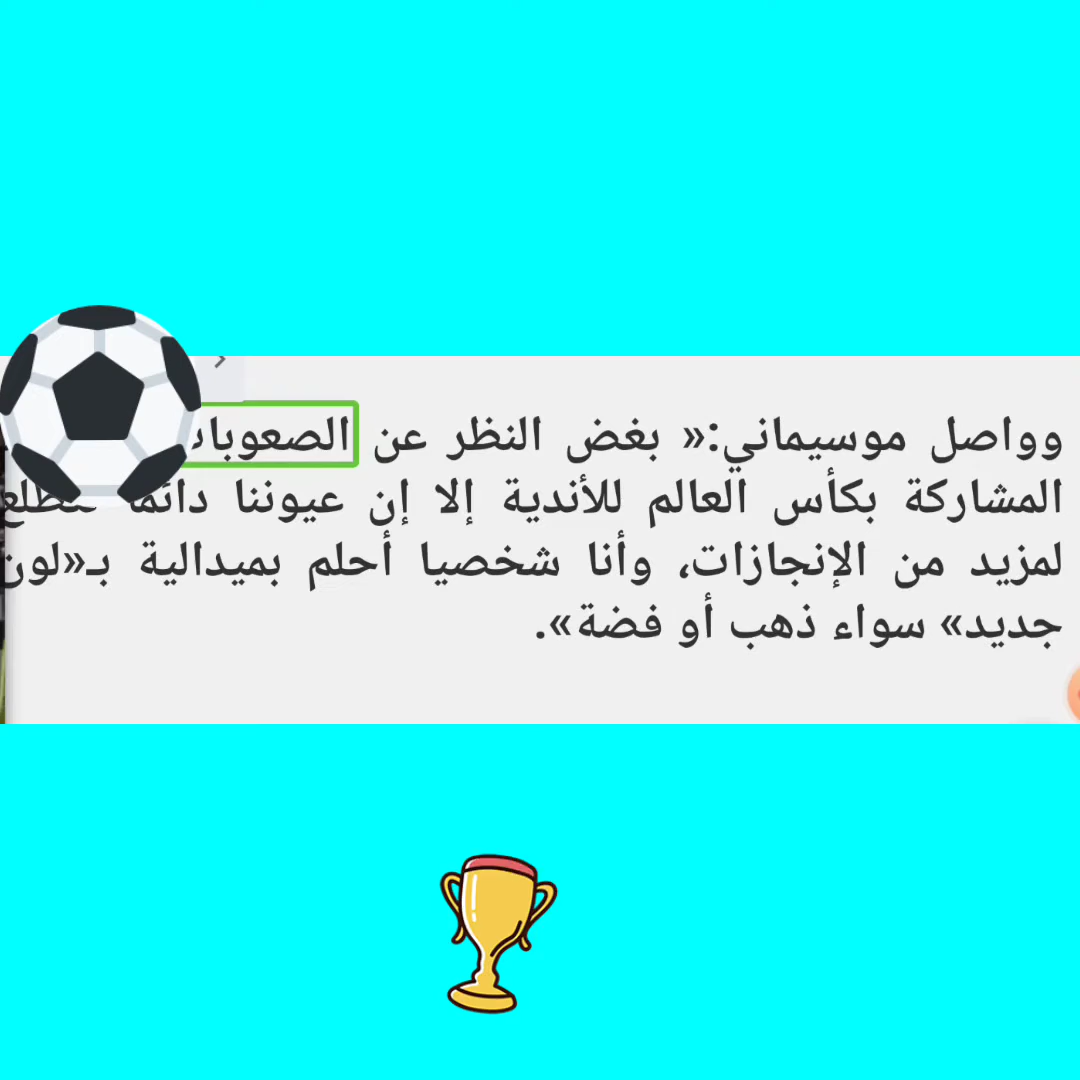 وواصل موسيماني:« بغض النظر عن
المشاركة بكأس العالم للأندية إلا إن عيوننا دائما
لمزيد من الإنجازات، وأنا شخصيا أحلم بميدالية بـ«لون
جديد» سواء ذهب أو فضة».